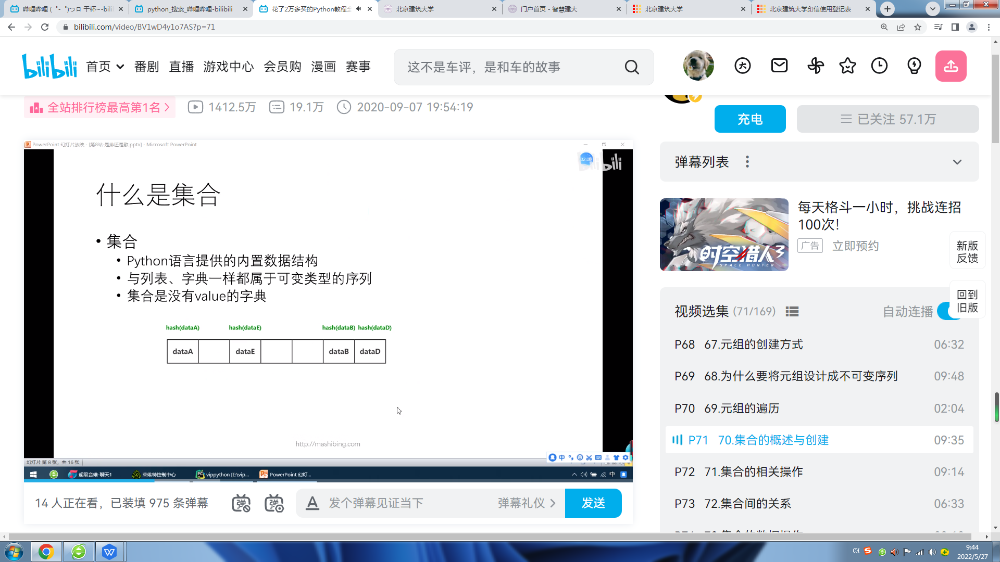 哔哩哔哩 (゜-゜)つロ 干杯~-bili
python_搜索_哔哩哔哩-bilibili
花了2万多买的Python教程全
北京建筑大学
门户首页 - 智慧建大
北京建筑大学
北京建筑大学印信使用登记表
bilibili.com/video/BV1wD4y1o7AS?p=71
bilibili
首页
番剧
直播
游戏中心
会员购
漫画
赛事
这不是车评，是和车的故事
全站排行榜最高第1名
1412.5万
19.1万
2020-09-07 19:54:19
充电
已关注 57.1万
PowerPoint 幻灯片放映 - [第8站-是排还是散.pptx] - Microsoft PowerPoint
bilibili
什么是集合
• 集合
• Python语言提供的内置数据结构
• 与列表、字典一样都属于可变类型的序列
• 集合是没有value的字典
hash(dataA) hash(dataE) hash(dataB) hash(dataD)
dataA dataE dataB dataD
http://mashibing.com
幻灯片 第 8 张，共 16 张
中
超级音雄-聊天1
莱维特控制中心
vippython [E:\vip...
PowerPoint 幻灯...
中
14 人正在看，已装填 975 条弹幕
弹
弹
发个弹幕见证当下
弹幕礼仪
发送
弹幕列表
时空猎人3
SPACE HUNTER
每天格斗一小时，挑战连招
100次！
广告
立即预约
新版
反馈
回到
旧版
视频选集 (71/169)
自动连播
P68 67.元组的创建方式 06:32
P69 68.为什么要将元组设计成不可变序列 09:48
P70 69.元组的遍历 02:04
P71 70.集合的概述与创建 09:35
P72 71.集合的相关操作 09:14
P73 72.集合间的关系 06:33
CH
9:44
2022/5/27